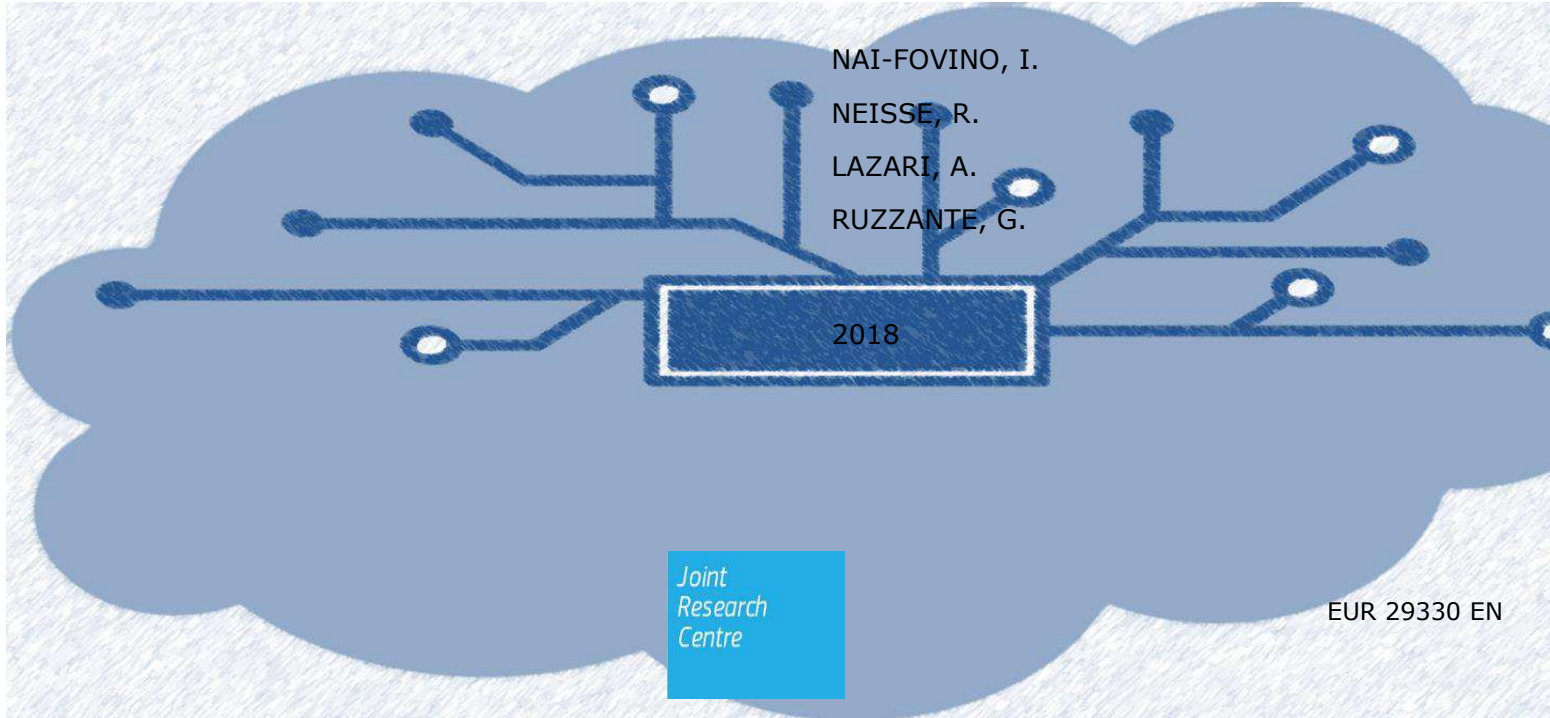 NAI-FOVINO, I.
NEISSE, R.
LAZARI, A.
RUZZANTE, G.
2018
Joint
Research
Centre
EUR 29330 EN